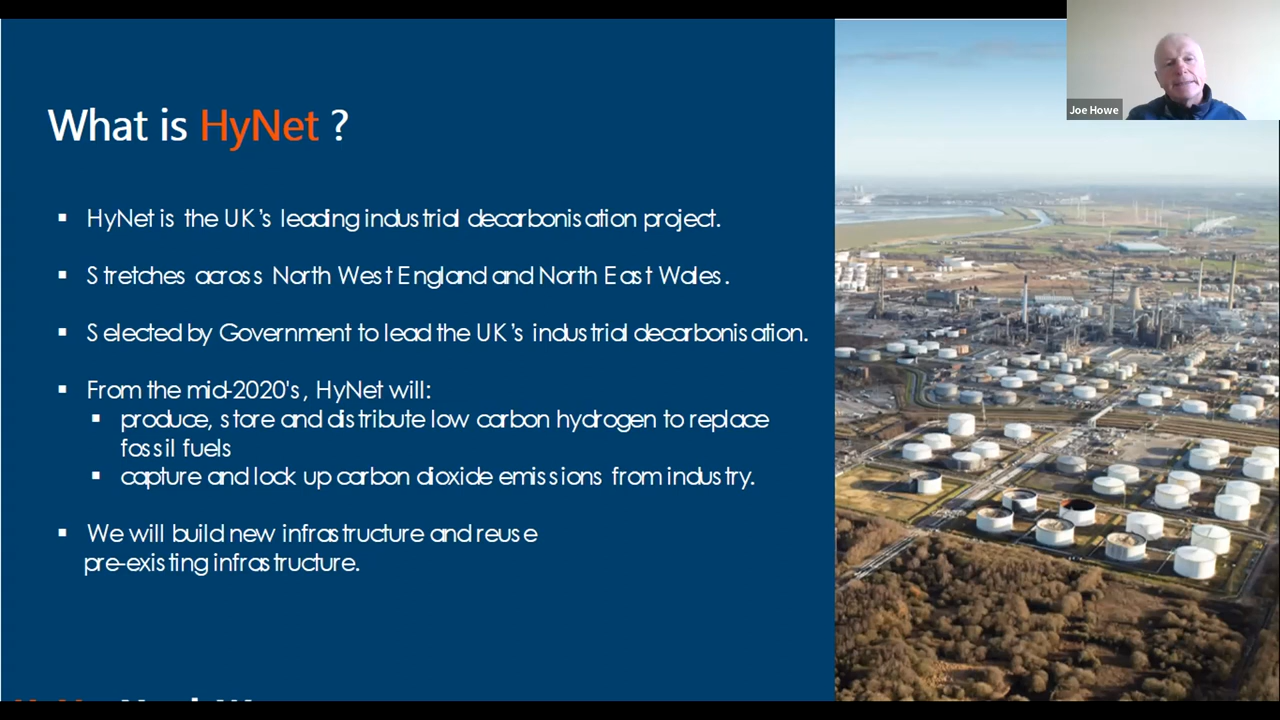 Joe Howe
What is HyNet ?
▪ HyNet is the UK's leading industrial decarbonisation project.
▪ Stretches across North West England and North East Wales.
▪ Selected by Government to lead the UK's industrial decarbonisation.
▪ From the mid-2020's, HyNet will:
▪ produce, store and distribute low carbon hydrogen to replace
fossil fuels
▪ capture and lock up carbon dioxide emissions from industry.
▪ We will build new infrastructure and reuse
pre-existing infrastructure.